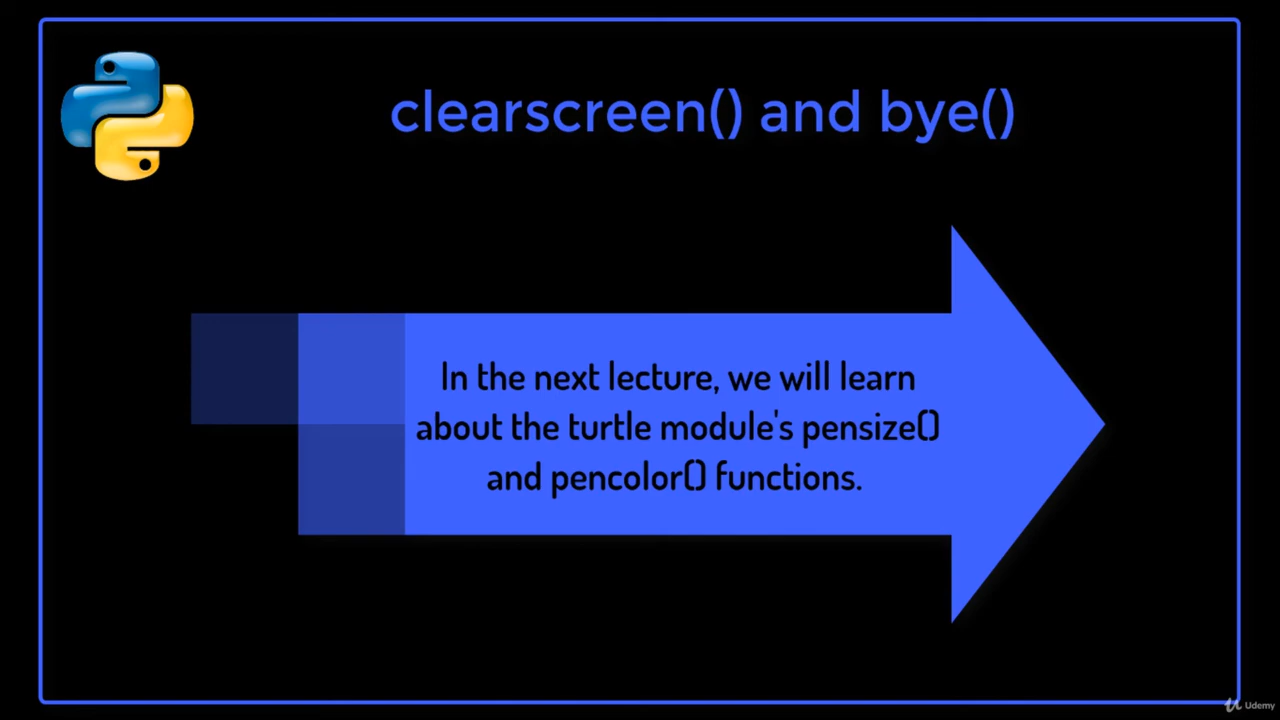 clearscreen() and bye()
In the next lecture, we will learn
about the turtle module's pensize()
and pencolor() functions.
Udemy